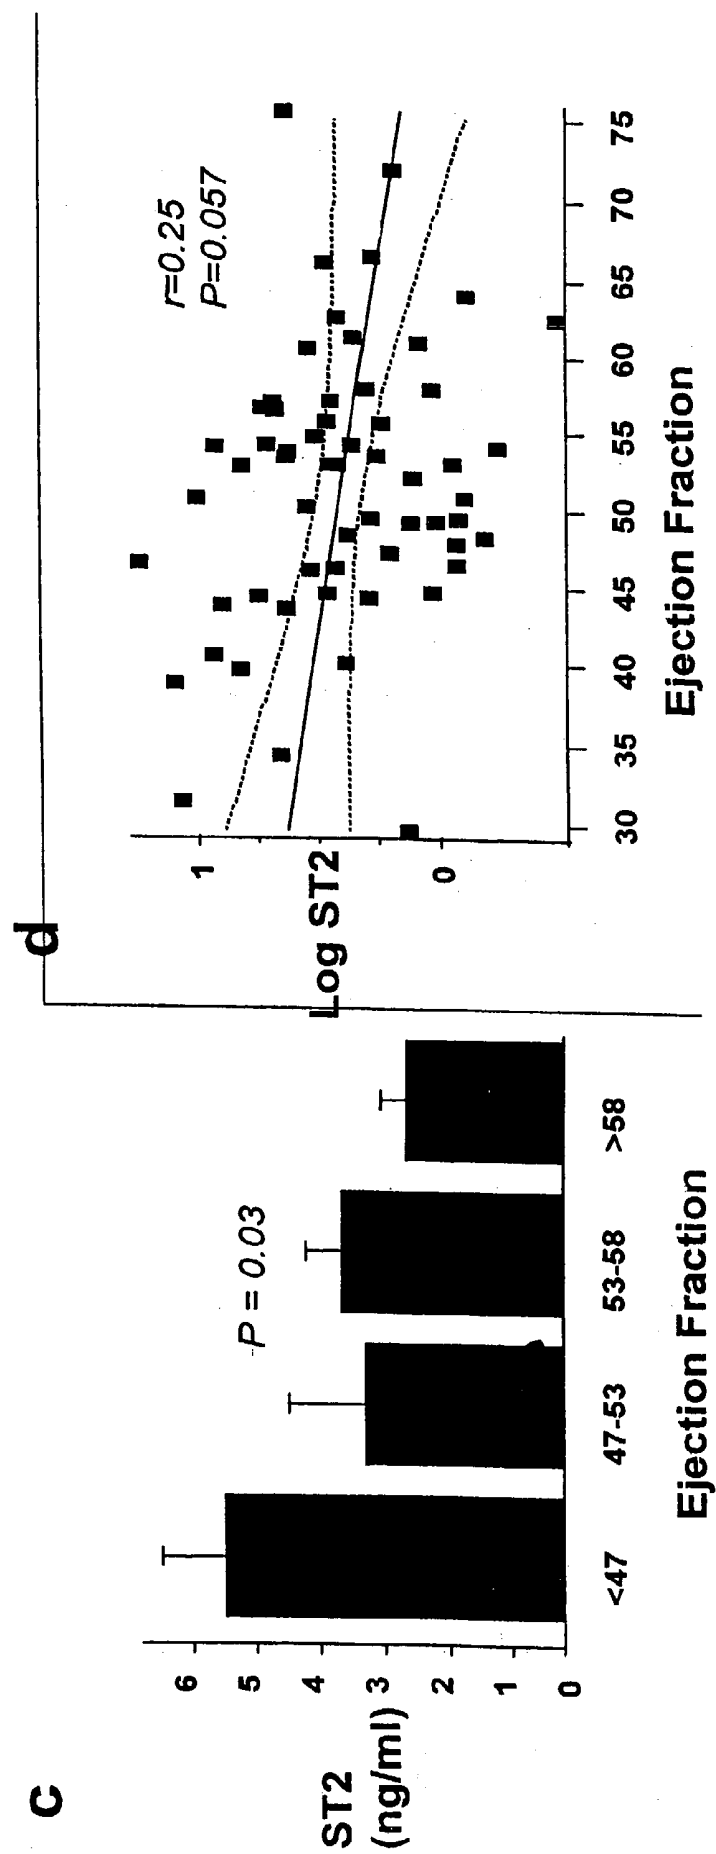 c
ST2
(ng/ml)
6
5
4
3
2
1
0
P = 0.03
<47
47-53
53-58
>58
Ejection Fraction
d
Log ST2
1
0
r=0.25
P=0.057
30
35
40
45
50
55
60
65
70
75
Ejection Fraction